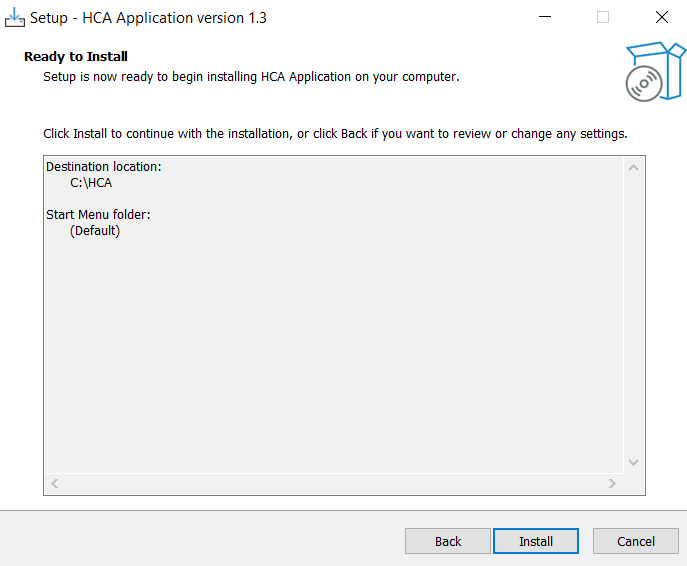 Setup - HCA Application version 1.3
Ready to Install
Setup is now ready to begin installing HCA Application on your computer.
Click Install to continue with the installation, or click Back if you want to review or change any settings.
Destination location:
C:\HCA
Start Menu folder:
(Default)
Back
Install
Cancel